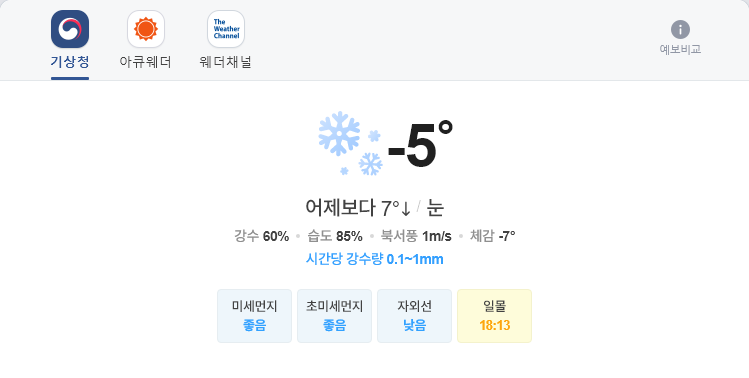 The
Weather
Channel
기상청 아큐웨더 웨더채널
예보비교
-5°
어제보다 7°↓ / 눈
강수 60% • 습도 85% • 북서풍 1m/s • 체감 -7°
시간당 강수량 0.1~1mm
미세먼지 초미세먼지 자외선 일몰
좋음 좋음 낮음 18:13